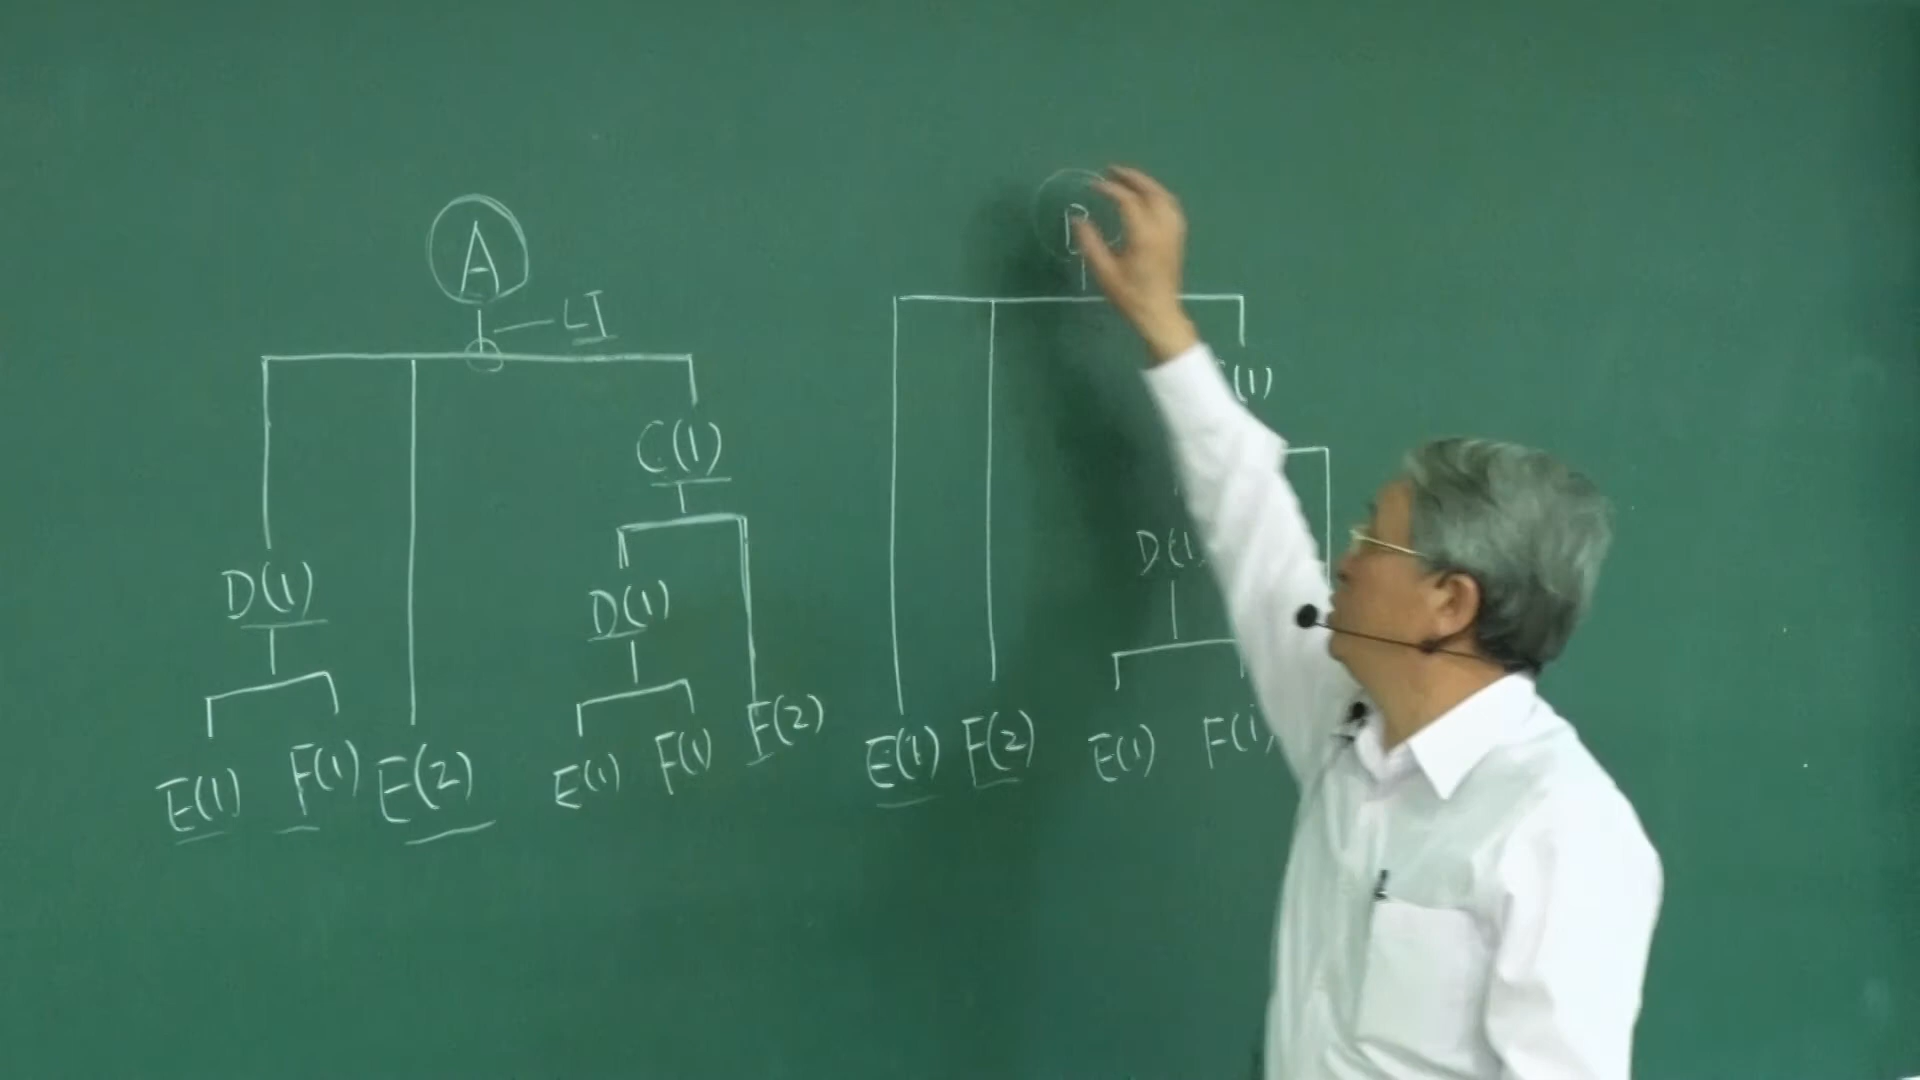 A
LT
C(1)
D(1)
D(1)
E(1) F(1) E(2)
E(1) F(1) F(2)
(1)
D(1
E(1) F(2)
E(1) F(1)